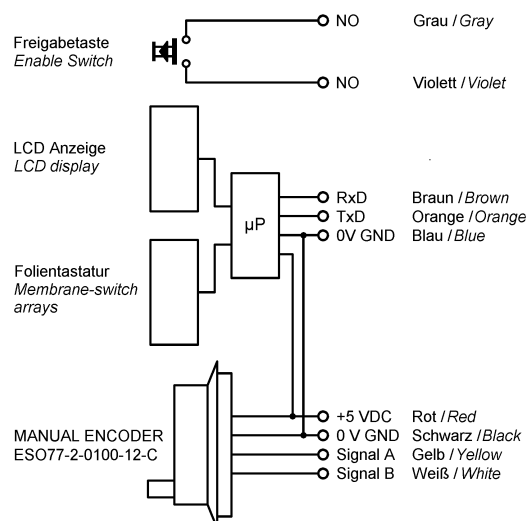 NO Grau / Gray
Freigabetaste
Enable Switch
NO Violett / Violet
LCD Anzeige
LCD display
RxD Braun / Brown
TxD Orange / Orange
µP
0V GND Blau / Blue
Folientastatur
Membrane-switch
arrays
+5 VDC Rot / Red
MANUAL ENCODER
0 V GND Schwarz / Black
ESO77-2-0100-12-C
Signal A Gelb / Yellow
Signal B Weiß / White